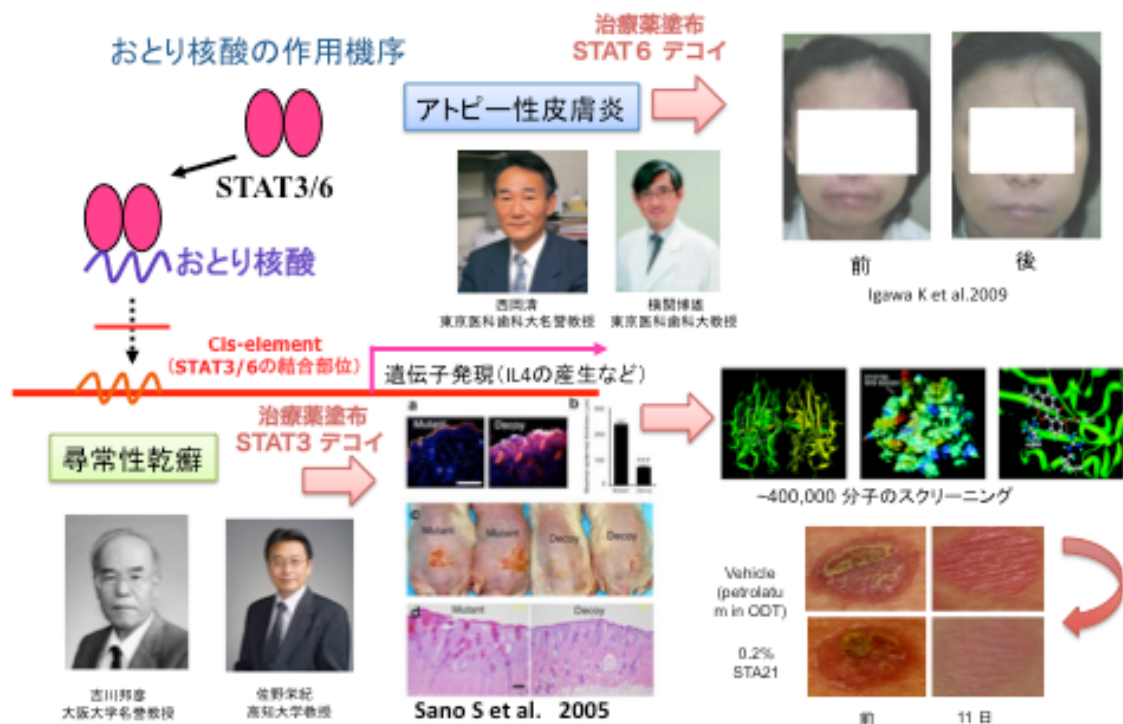 おとり核酸の作用機序
STAT3/6
おとり核酸
Cis-element
(STAT3/6の結合部位)
遺伝子発現(IL4の産生など)
治療薬塗布
STAT6 デコイ
アトピー性皮膚炎
西岡清
東京医科歯科大名誉教授
横関博雄
東京医科歯科大教授
前
後
Igawa K et al.2009
治療薬塗布
STAT3 デコイ
尋常性乾癬
吉川邦彦
大阪大学名誉教授
佐野栄紀
高知大学教授
a
Mutant
Decoy
b
c
Mutant
Mutant
Decoy
Decoy
d
Mutant
Decoy
Sano S et al. 2005
~400,000 分子のスクリーニング
Vehicle
(petrolatu
m in ODT)
0.2%
STA21
前
11 日